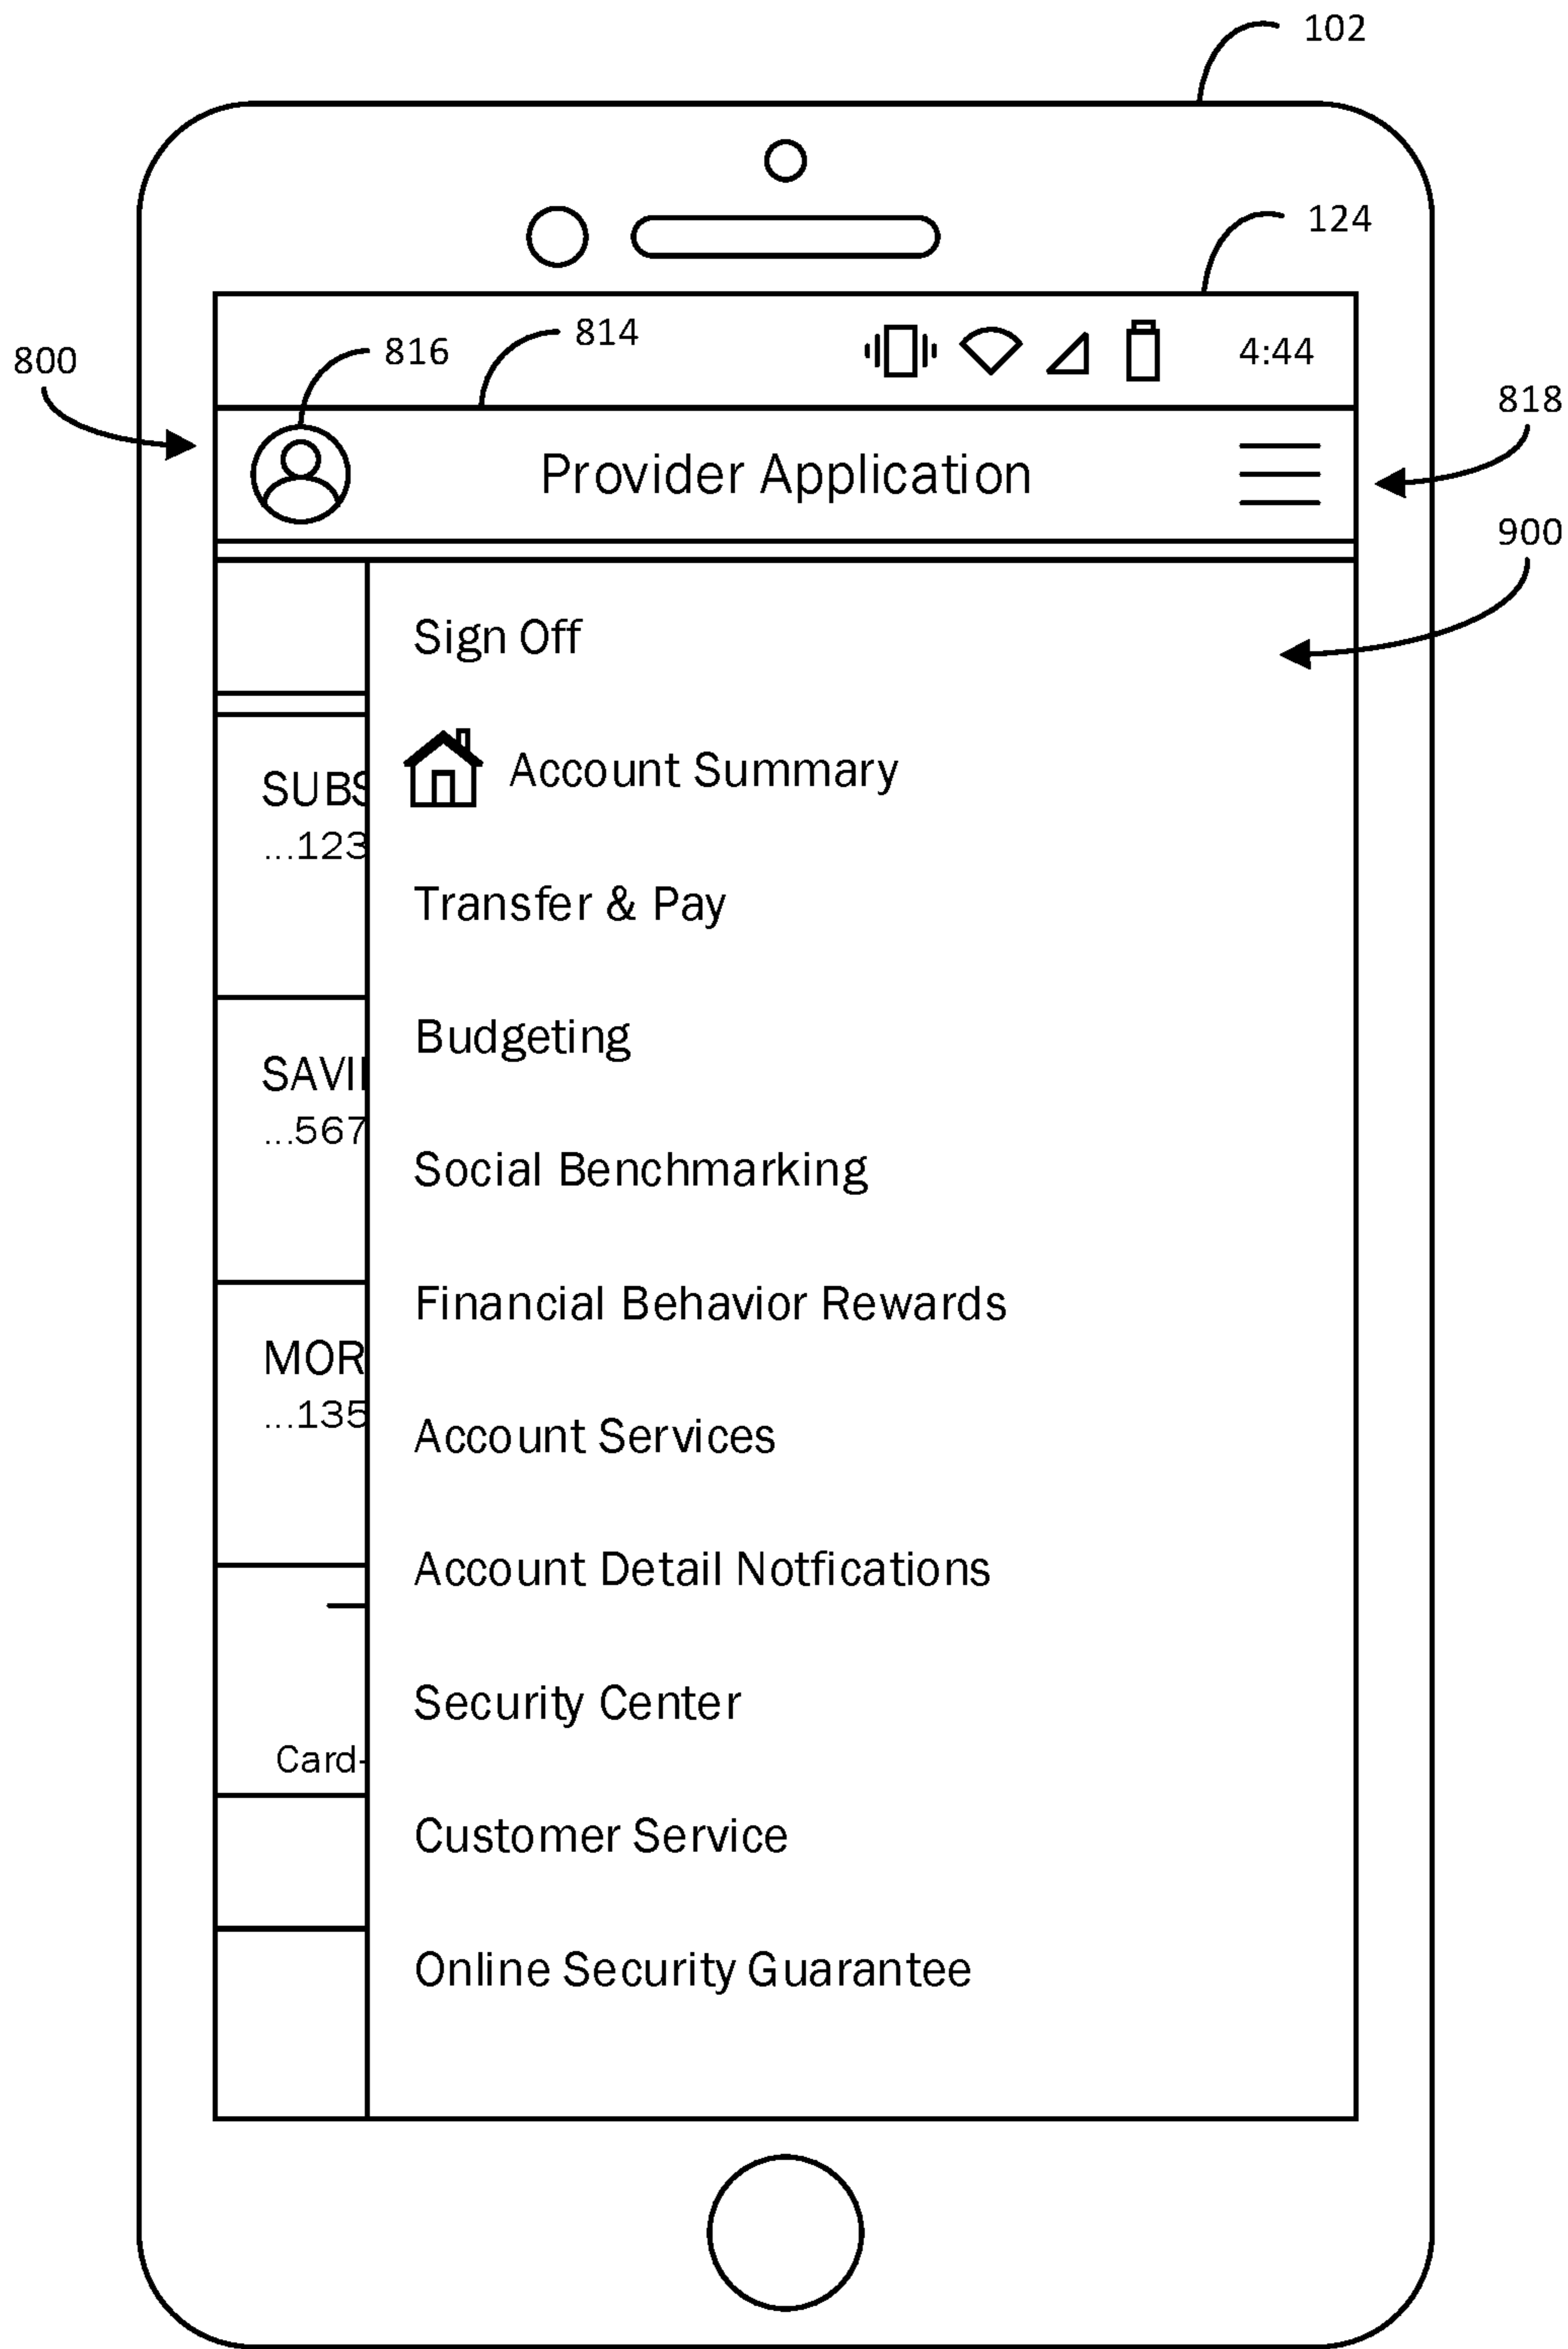 102
124
800
816
814
4:44
818
Provider Application
900
Sign Off
SUBS
...123
Account Summary
Transfer & Pay
Budgeting
SAVII
...567
Social Benchmarking
Financial Behavior Rewards
MOR
...135
Account Services
Account Detail Notfications
Security Center
Card-
Customer Service
Online Security Guarantee